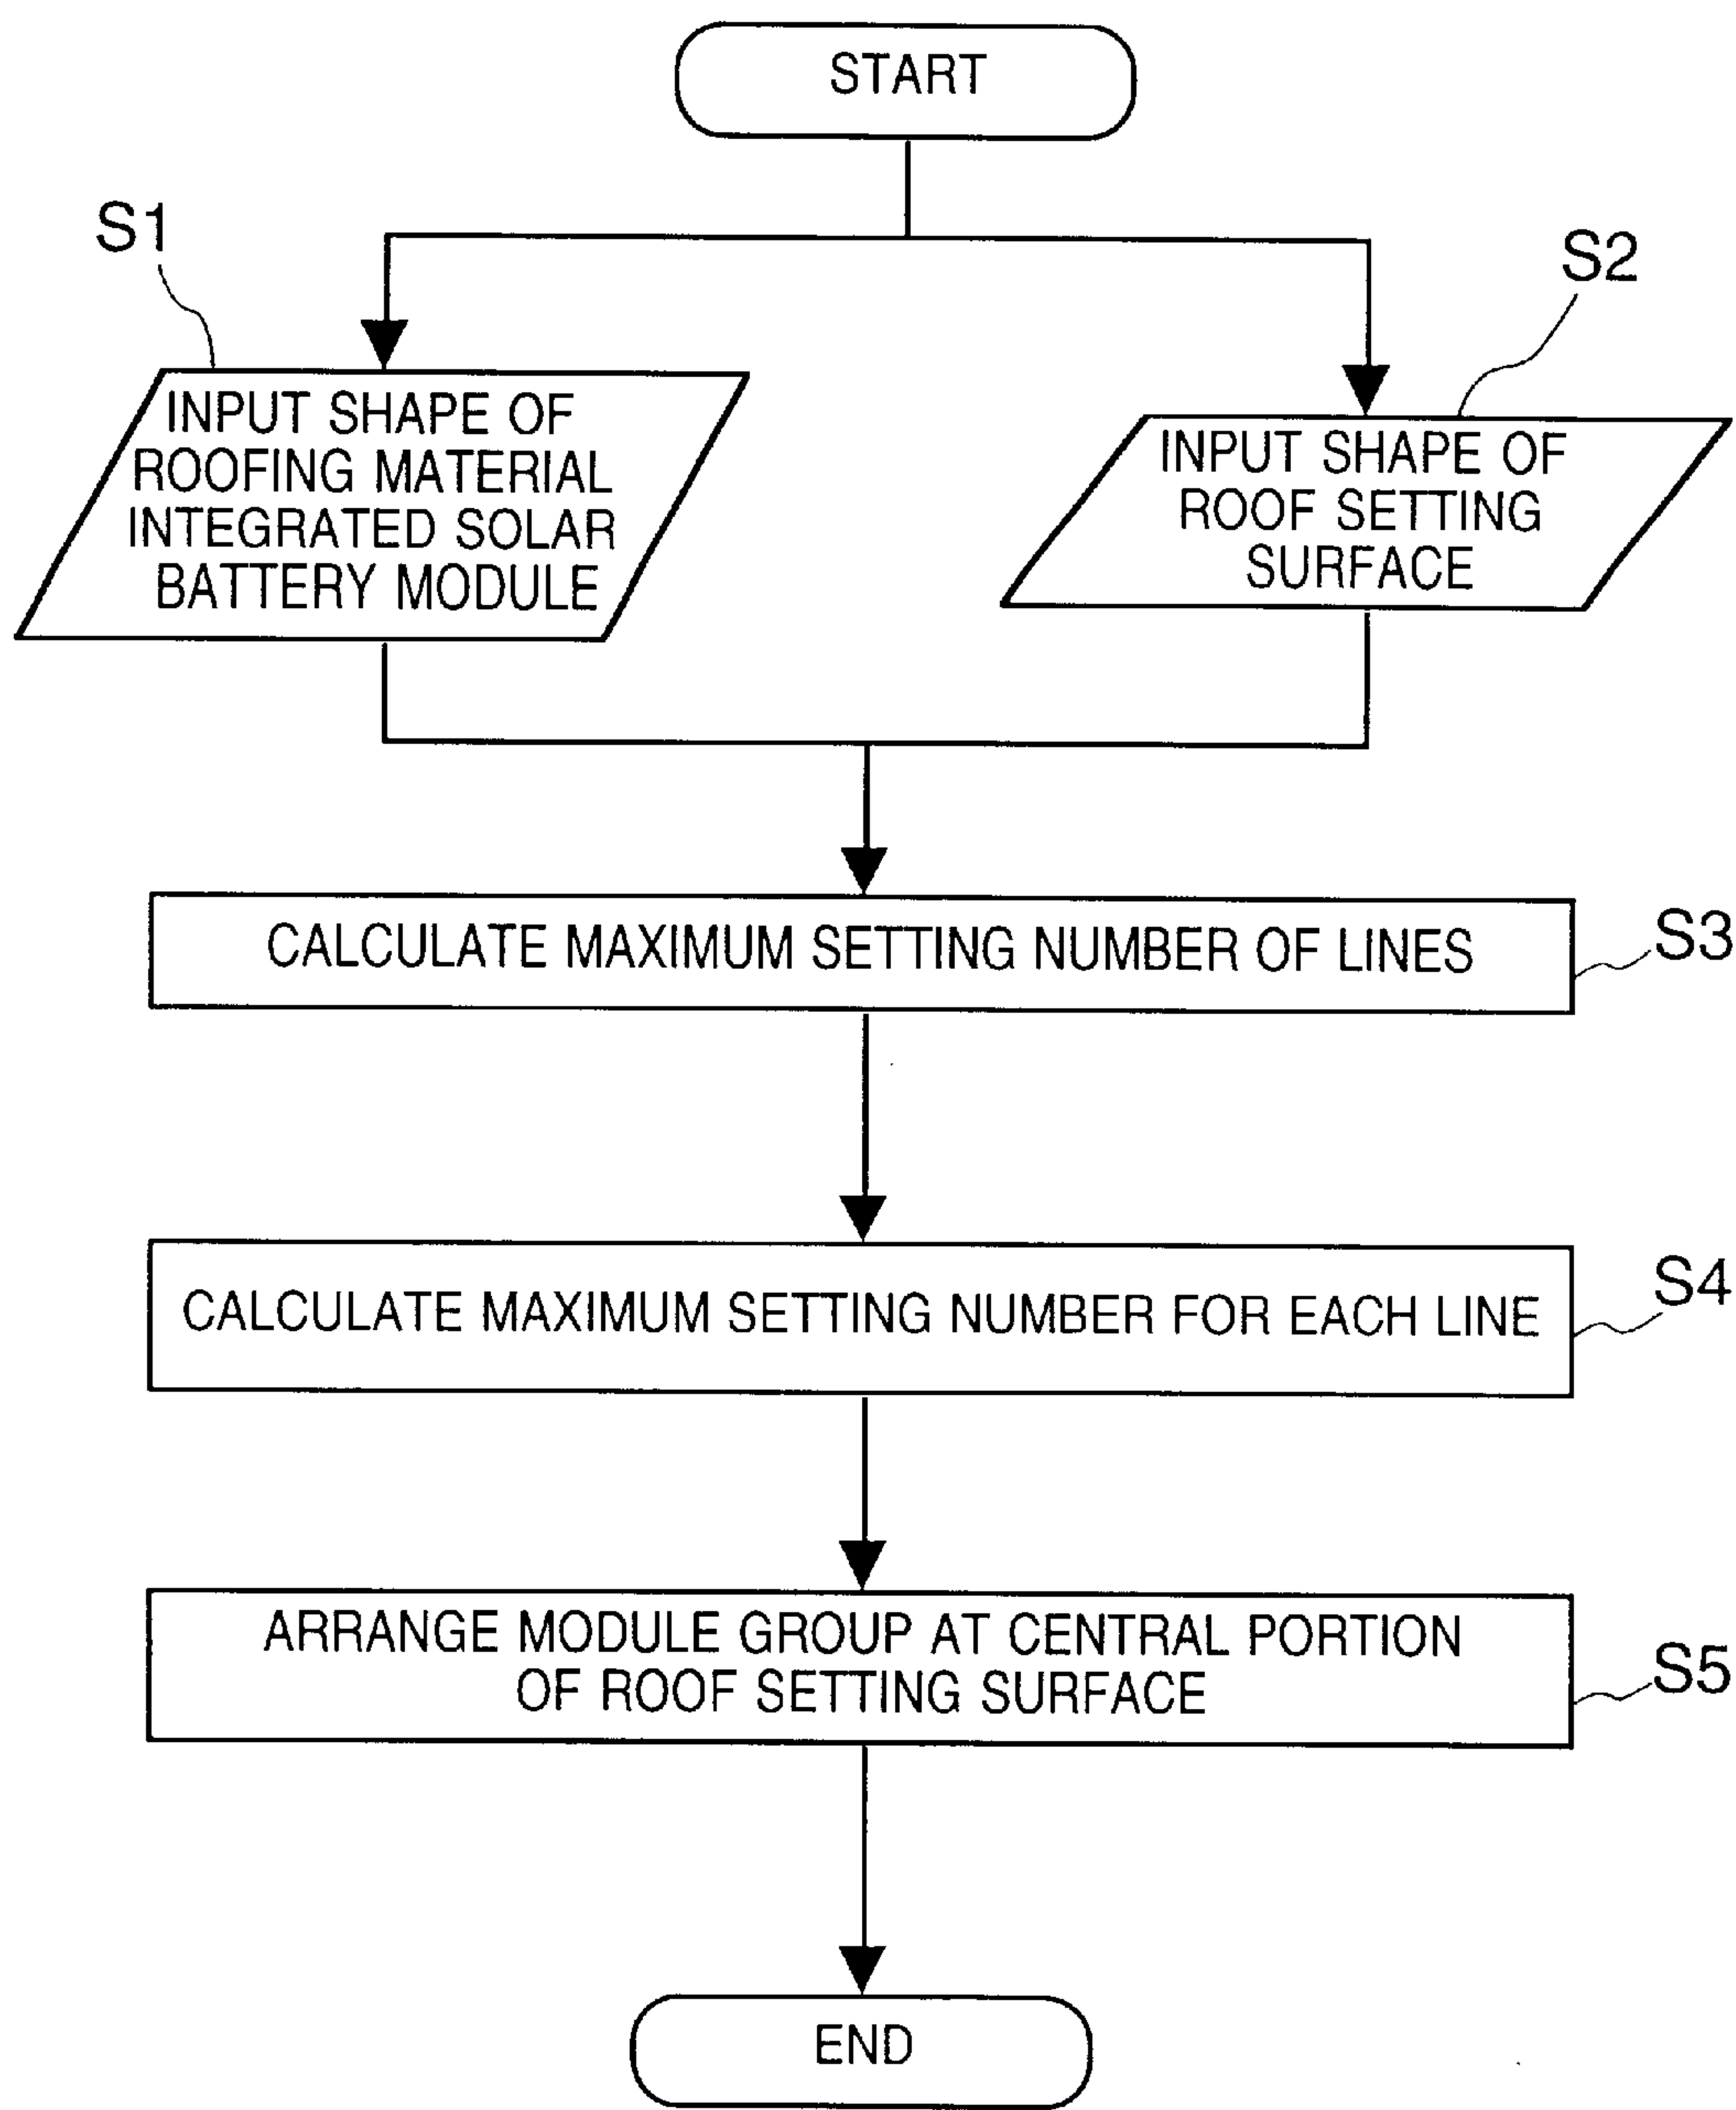 START
S1
S2
INPUT SHAPE OF
ROOFING MATERIAL
INTEGRATED SOLAR
BATTERY MODULE
INPUT SHAPE OF
ROOF SETTING
SURFACE
CALCULATE MAXIMUM SETTING NUMBER OF LINES
S3
CALCULATE MAXIMUM SETTING NUMBER FOR EACH LINE
S4
ARRANGE MODULE GROUP AT CENTRAL PORTION
OF ROOF SETTING SURFACE
S5
END